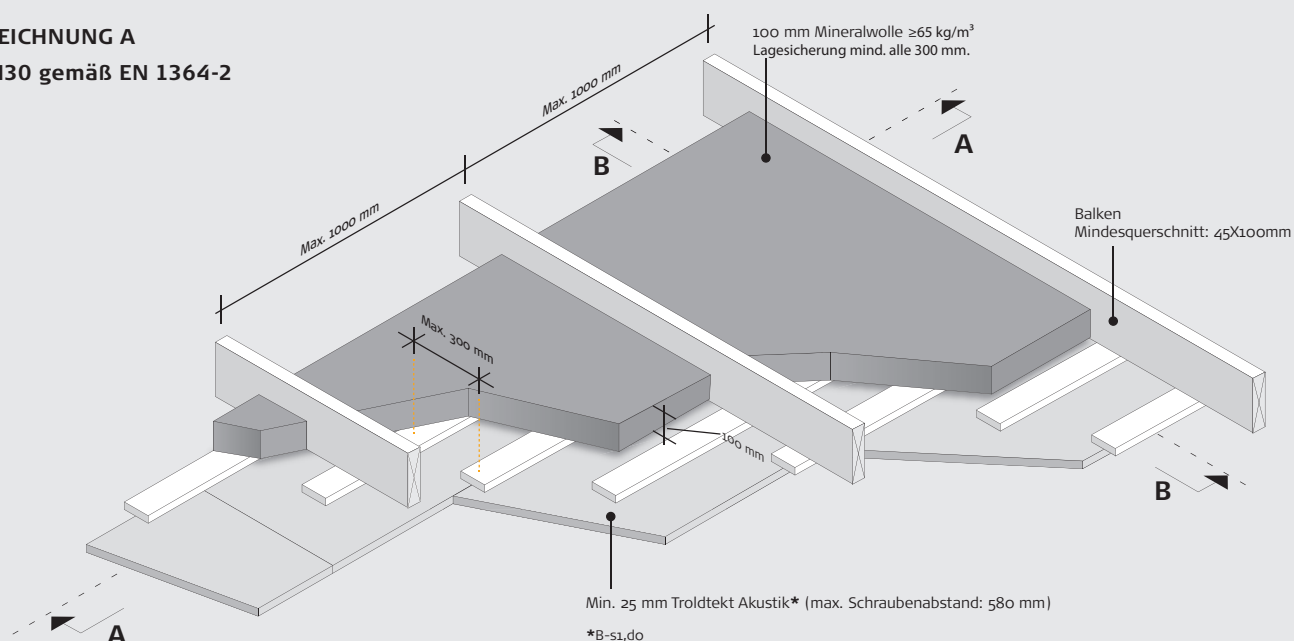 EICHNUNG A
I30 gemäß EN 1364-2
100 mm Mineralwolle ≥65 kg/m³
Lagesicherung mind. alle 300 mm.
Max. 1000 mm
A
B
Max. 1000 mm
Balken
Mindesquerschnitt: 45X100mm
Max. 300 mm
100 mm
B
Min. 25 mm Troldtekt Akustik* (max. Schraubenabstand: 580 mm)
A
*B-s1,d0